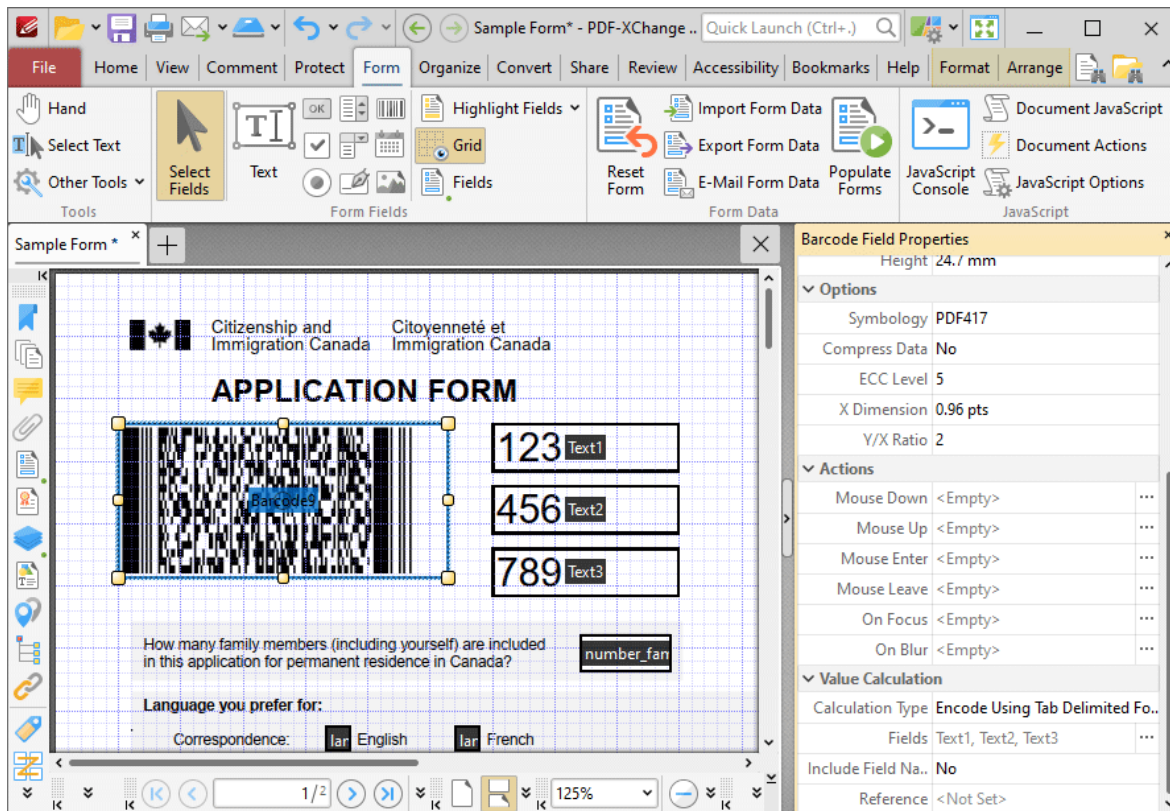 Sample Form* - PDF-XChange ..
Quick Launch (Ctrl+.)
File
Home
View
Comment
Protect
Form
Organize
Convert
Share
Review
Accessibility
Bookmarks
Help
Format
Arrange
Hand
Select Text
Other Tools
Tools
Select Fields
Text
OK
Highlight Fields
Grid
Fields
Form Fields
Reset Form
Import Form Data
Export Form Data
E-Mail Form Data
Populate Forms
Form Data
JavaScript Console
Document JavaScript
Document Actions
JavaScript Options
JavaScript
Sample Form *
Citizenship and
Immigration Canada
Citoyenneté et
Immigration Canada
APPLICATION FORM
Barcode9
123 Text1
456 Text2
789 Text3
How many family members (including yourself) are included
in this application for permanent residence in Canada?
number_fam
Language you prefer for:
Correspondence:
lar English
lar French
1/2
125%
Barcode Field Properties
Height 24.7 mm
Options
Symbology PDF417
Compress Data No
ECC Level 5
X Dimension 0.96 pts
Y/X Ratio 2
Actions
Mouse Down <Empty>
Mouse Up <Empty>
Mouse Enter <Empty>
Mouse Leave <Empty>
On Focus <Empty>
On Blur <Empty>
Value Calculation
Calculation Type Encode Using Tab Delimited Fo..
Fields Text1, Text2, Text3
Include Field Na.. No
Reference <Not Set>